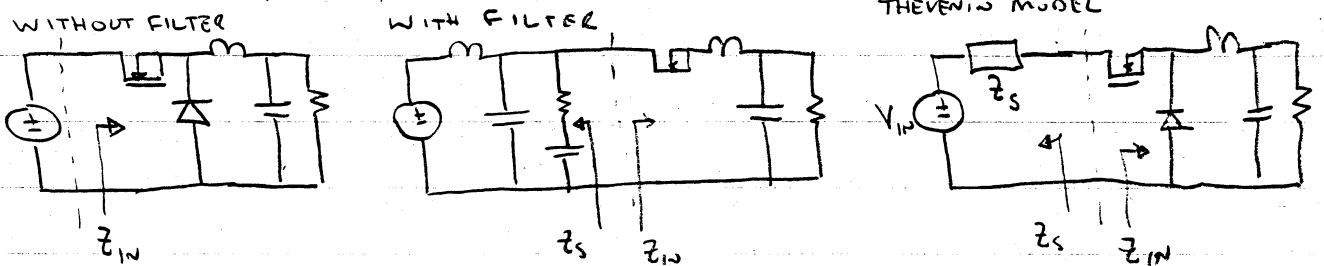 WITHOUT FILTER
WITH FILTER
THEVENIN MODEL
Z_IN
Z_S
Z_IN
Z_S
V_IN
Z_S
Z_IN